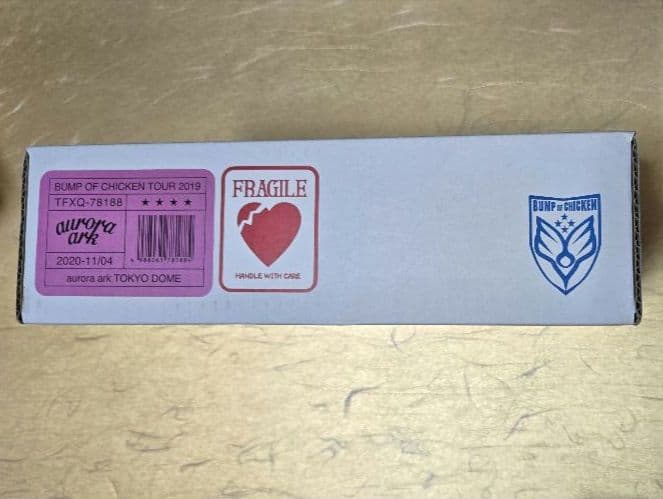 BUMP OF CHICKEN TOUR 2019
TFXQ-78188
★ ★ ★ ★
aurora
ark
2020-11/04
aurora ark TOKYO DOME
FRAGILE
HANDLE WITH CARE
BUMP OF CHICKEN